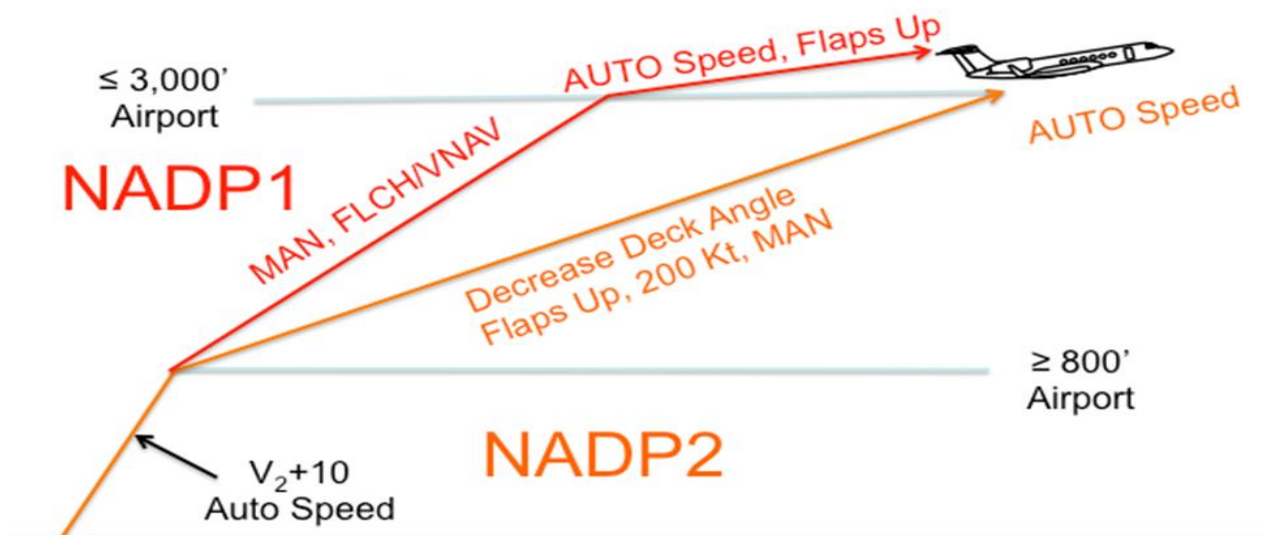 AUTO Speed, Flaps Up
≤ 3,000’
Airport
AUTO Speed
NADP1
MAN, FLCH/VNAV
Decrease Deck Angle
Flaps Up, 200 Kt, MAN
≥ 800’
Airport
NADP2
V₂+10
Auto Speed